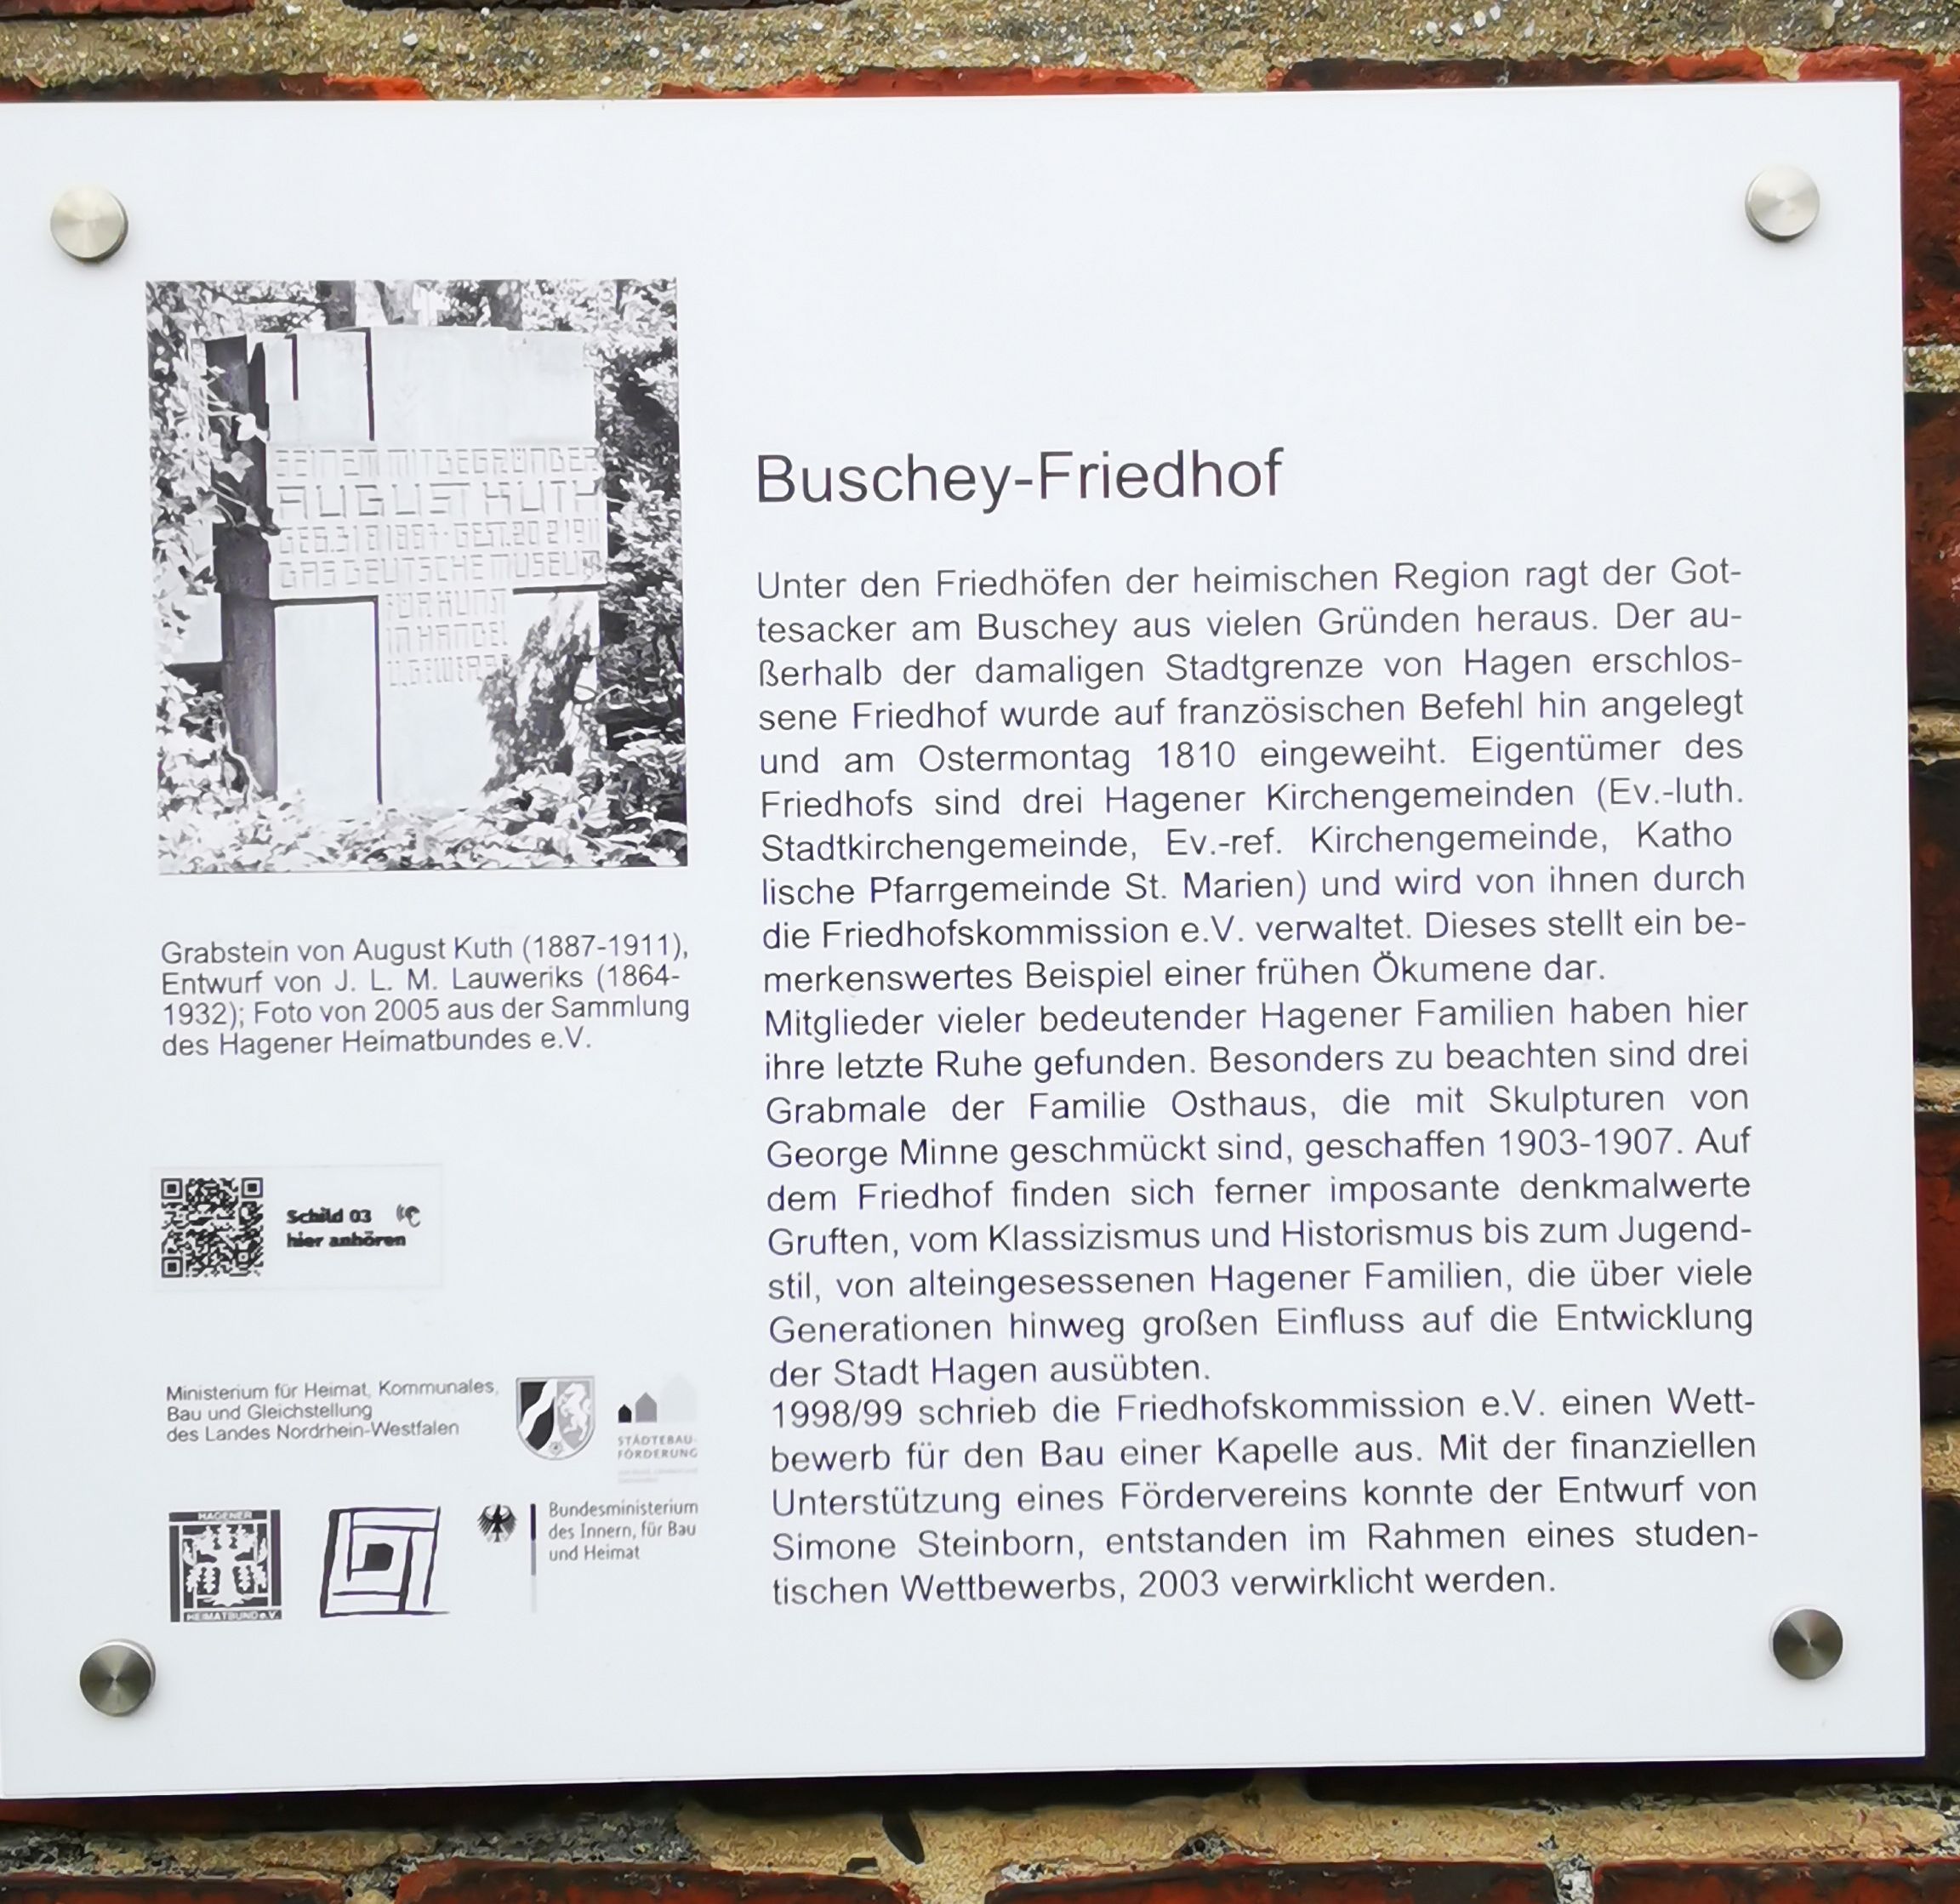 SEINEM MITGEGRÜNDER
AUGUST KUTH
GEB. 31 8 1887 · GEST. 20 2 1911
DAS DEUTSCHE MUSEUM
FÜR KUNST
IN HANDEL
U. GEWERBE
Grabstein von August Kuth (1887-1911),
Entwurf von J. L. M. Lauweriks (1864-
1932); Foto von 2005 aus der Sammlung
des Hagener Heimatbundes e.V.
Schild 03
hier anhören
Ministerium für Heimat, Kommunales,
Bau und Gleichstellung
des Landes Nordrhein-Westfalen
STÄDTEBAU-
FÖRDERUNG
HAGENER
HEIMATBUND e.V.
Bundesministerium
des Innern, für Bau
und Heimat
Buschey-Friedhof
Unter den Friedhöfen der heimischen Region ragt der Got-
tesacker am Buschey aus vielen Gründen heraus. Der au-
ßerhalb der damaligen Stadtgrenze von Hagen erschlos-
sene Friedhof wurde auf französischen Befehl hin angelegt
und am Ostermontag 1810 eingeweiht. Eigentümer des
Friedhofs sind drei Hagener Kirchengemeinden (Ev.-luth.
Stadtkirchengemeinde, Ev.-ref. Kirchengemeinde, Katho
lische Pfarrgemeinde St. Marien) und wird von ihnen durch
die Friedhofskommission e.V. verwaltet. Dieses stellt ein be-
merkenswertes Beispiel einer frühen Ökumene dar.
Mitglieder vieler bedeutender Hagener Familien haben hier
ihre letzte Ruhe gefunden. Besonders zu beachten sind drei
Grabmale der Familie Osthaus, die mit Skulpturen von
George Minne geschmückt sind, geschaffen 1903-1907. Auf
dem Friedhof finden sich ferner imposante denkmalwerte
Gruften, vom Klassizismus und Historismus bis zum Jugend-
stil, von alteingesessenen Hagener Familien, die über viele
Generationen hinweg großen Einfluss auf die Entwicklung
der Stadt Hagen ausübten.
1998/99 schrieb die Friedhofskommission e.V. einen Wett-
bewerb für den Bau einer Kapelle aus. Mit der finanziellen
Unterstützung eines Fördervereins konnte der Entwurf von
Simone Steinborn, entstanden im Rahmen eines studen-
tischen Wettbewerbs, 2003 verwirklicht werden.